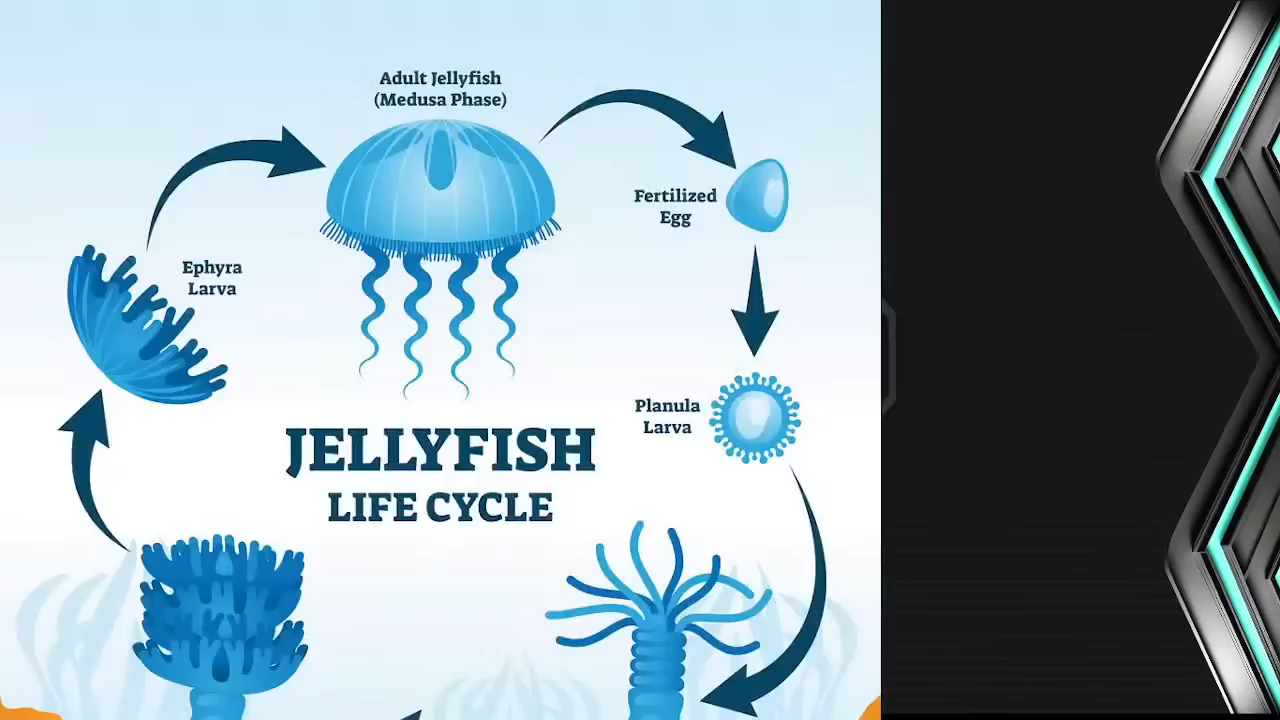 Adult Jellyfish
(Medusa Phase)
Fertilized
Egg
Ephyra
Larva
Planula
Larva
JELLYFISH
LIFE CYCLE